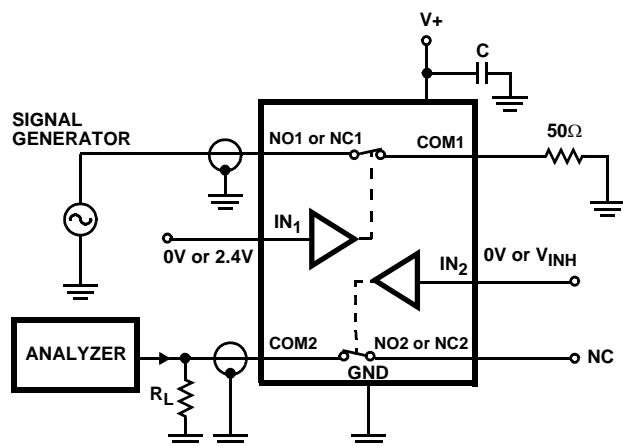 V+
C
SIGNAL
GENERATOR
NO1 or NC1
COM1
50Ω
IN1
0V or 2.4V
IN2
0V or VINH
ANALYZER
COM2
NO2 or NC2
NC
GND
RL